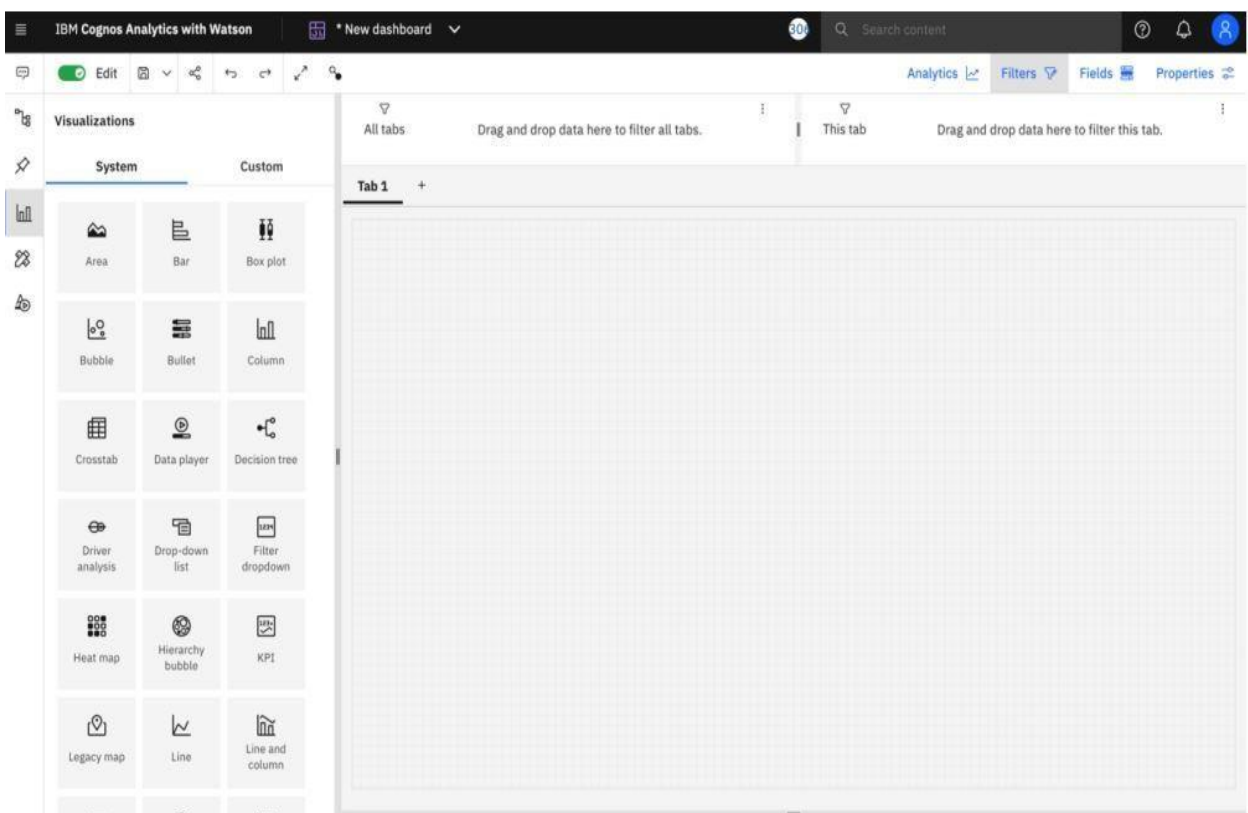 IBM Cognos Analytics with Watson
* New dashboard
Search content
Edit
Analytics
Filters
Fields
Properties
Visualizations
System
Custom
All tabs
Drag and drop data here to filter all tabs.
This tab
Drag and drop data here to filter this tab.
Tab 1
+
Area
Bar
Box plot
Bubble
Bullet
Column
Crosstab
Data player
Decision tree
Driver
analysis
Drop-down
list
Filter
dropdown
Heat map
Hierarchy
bubble
KPI
Legacy map
Line
Line and
column